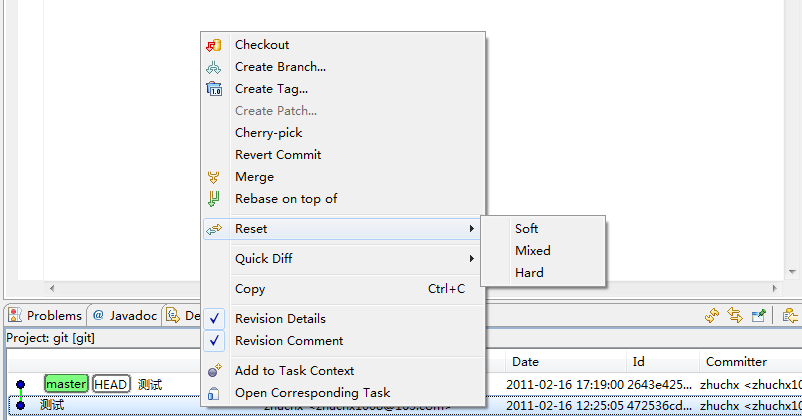 Checkout
Create Branch...
Create Tag...
Create Patch...
Cherry-pick
Revert Commit
Merge
Rebase on top of
Reset
Soft
Mixed
Hard
Quick Diff
Copy Ctrl+C
Revision Details
Revision Comment
Add to Task Context
Open Corresponding Task
Problems @ Javadoc De
Project: git [git]
Date Id Committer
master HEAD 测试 2011-02-16 17:19:00 2643e425... zhuchx <zhuchx10
测试 2011-02-16 12:25:05 472536cd... zhuchx <zhuchx10